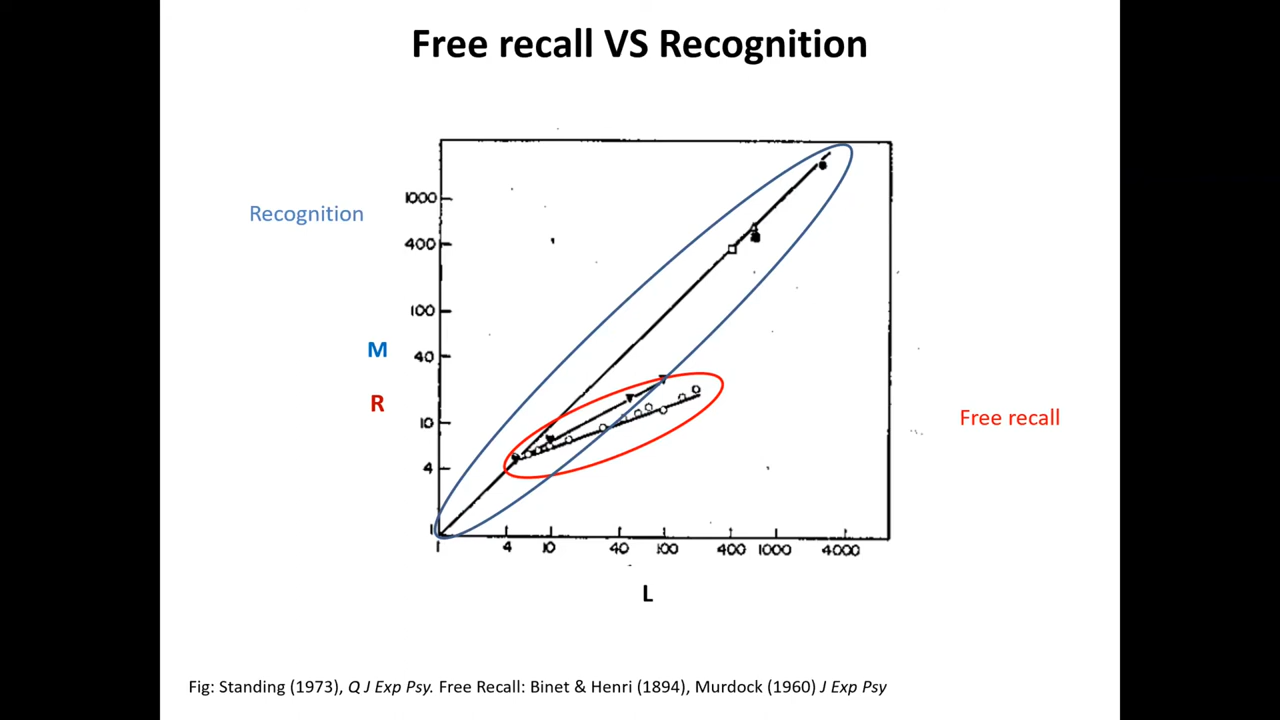 Free recall VS Recognition
Recognition
1000
400
100
M
40
R
10
Free recall
4
1
1 4 10 40 100 400 1000 4000
L
Fig: Standing (1973), Q J Exp Psy. Free Recall: Binet & Henri (1894), Murdock (1960) J Exp Psy